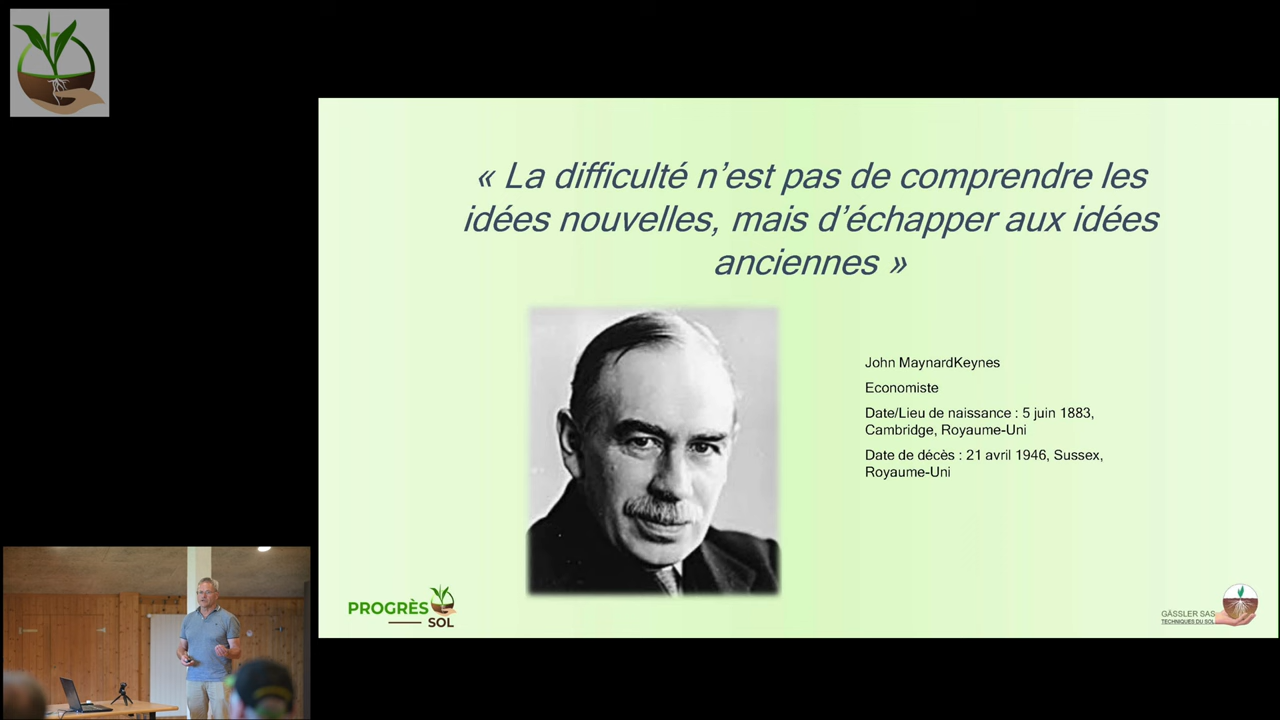 « La difficulté n’est pas de comprendre les
idées nouvelles, mais d’échapper aux idées
anciennes »
John MaynardKeynes
Economiste
Date/Lieu de naissance : 5 juin 1883,
Cambridge, Royaume-Uni
Date de décès : 21 avril 1946, Sussex,
Royaume-Uni
PROGRÈS
SOL
GÄSSLER SAS
TECHNIQUES DU SOL